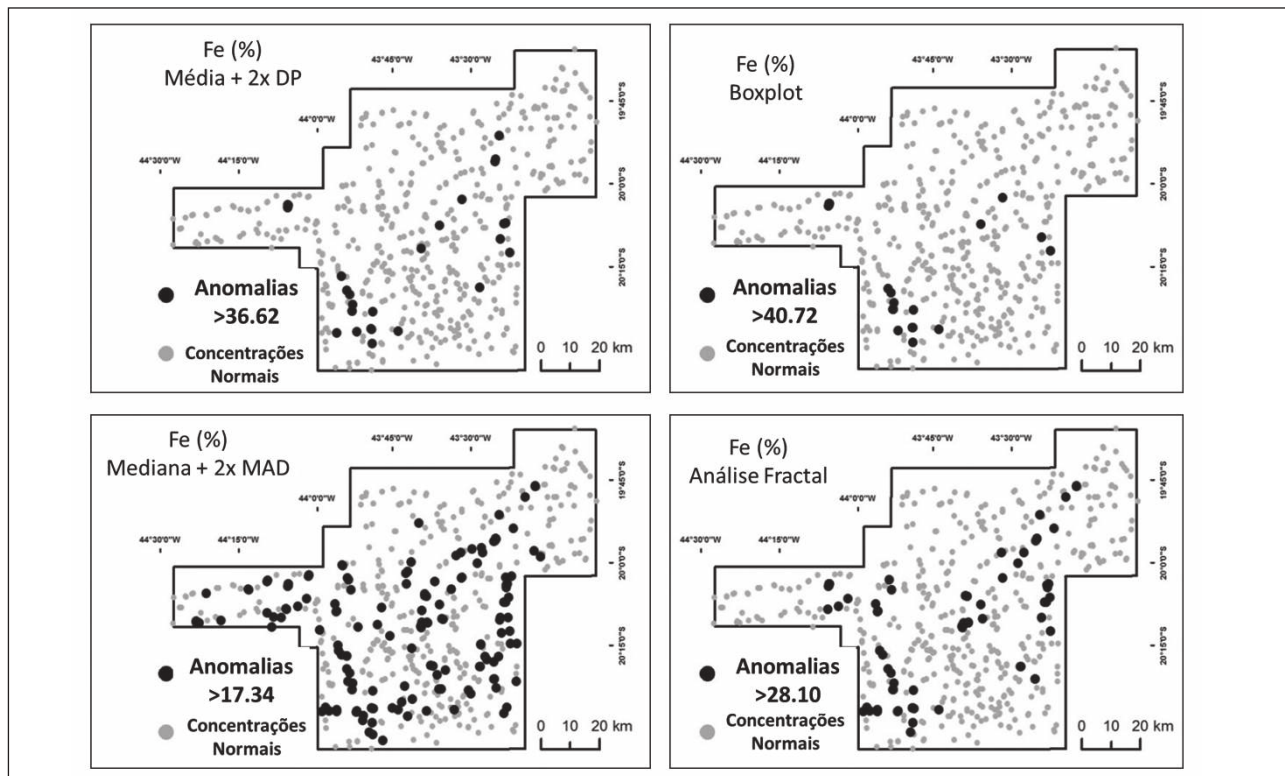 Fe (%)
Média + 2x DP
43°45'0"W
43°30'0"W
44°0'0"W
44°30'0"W
44°15'0"W
19°45'0"S
20°0'0"S
20°15'0"S
Anomalias
>36.62
Concentrações
Normais
0 10 20 km
Fe (%)
Boxplot
43°45'0"W
43°30'0"W
44°0'0"W
44°30'0"W
44°15'0"W
19°45'0"S
20°0'0"S
20°15'0"S
Anomalias
>40.72
Concentrações
Normais
0 10 20 km
Fe (%)
Mediana + 2x MAD
43°45'0"W
43°30'0"W
44°0'0"W
44°30'0"W
44°15'0"W
19°45'0"S
20°0'0"S
20°15'0"S
Anomalias
>17.34
Concentrações
Normais
0 10 20 km
Fe (%)
Análise Fractal
43°45'0"W
43°30'0"W
44°0'0"W
44°30'0"W
44°15'0"W
19°45'0"S
20°0'0"S
20°15'0"S
Anomalias
>28.10
Concentrações
Normais
0 10 20 km